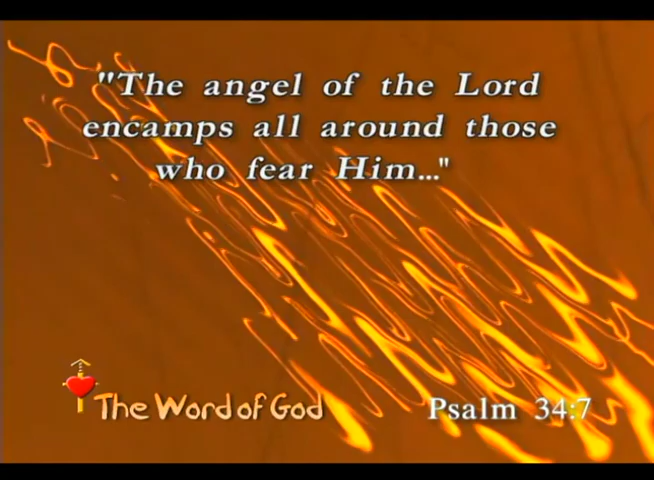 "The angel of the Lord
encamps all around those
who fear Him..."
The Word of God
Psalm 34:7